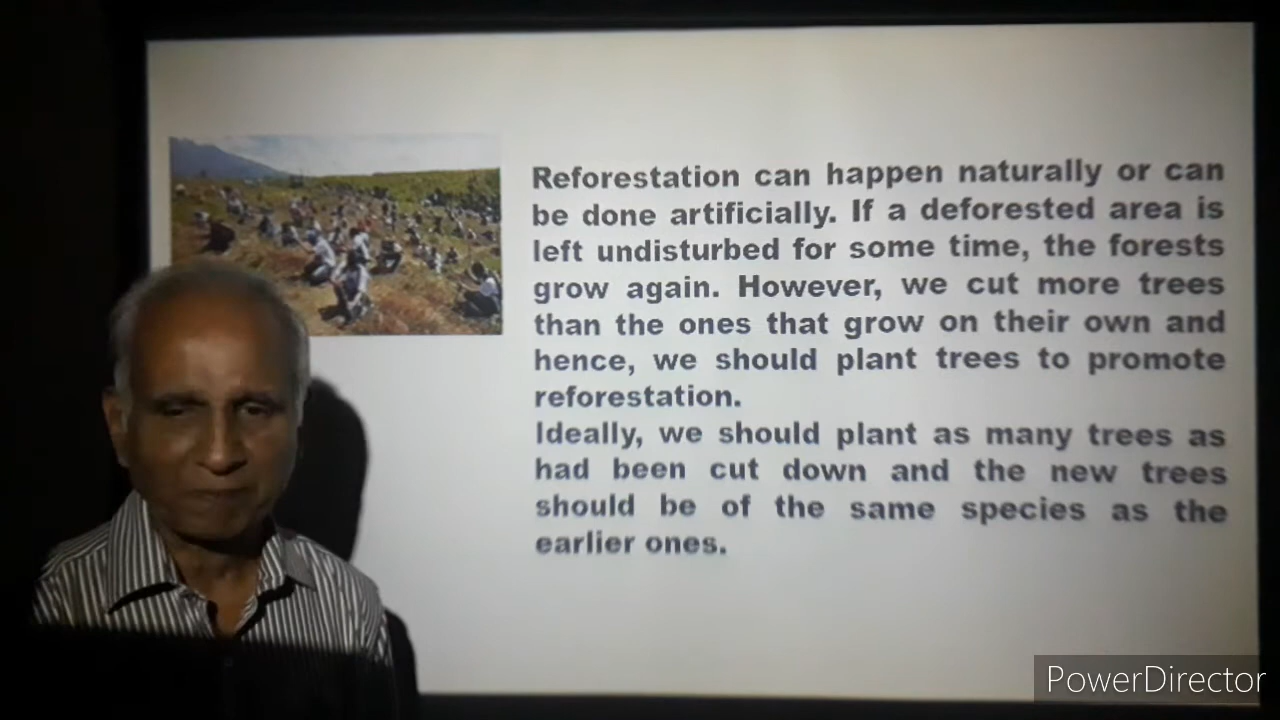 Reforestation can happen naturally or can
be done artificially. If a deforested area is
left undisturbed for some time, the forests
grow again. However, we cut more trees
than the ones that grow on their own and
hence, we should plant trees to promote
reforestation.
Ideally, we should plant as many trees as
had been cut down and the new trees
should be of the same species as the
earlier ones.
PowerDirector